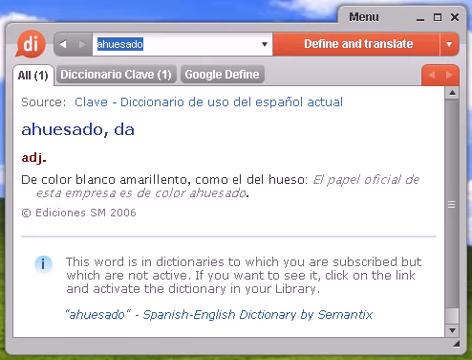 Menu
di
ahuesado
Define and translate
All (1)
Diccionario Clave (1)
Google Define
Source: Clave - Diccionario de uso del español actual
ahuesado, da
adj.
De color blanco amarillento, como el del hueso: El papel oficial de
esta empresa es de color ahuesado.
© Ediciones SM 2006
i
This word is in dictionaries to which you are subscribed but
which are not active. If you want to see it, click on the link
and activate the dictionary in your Library.
"ahuesado" - Spanish-English Dictionary by Semantix